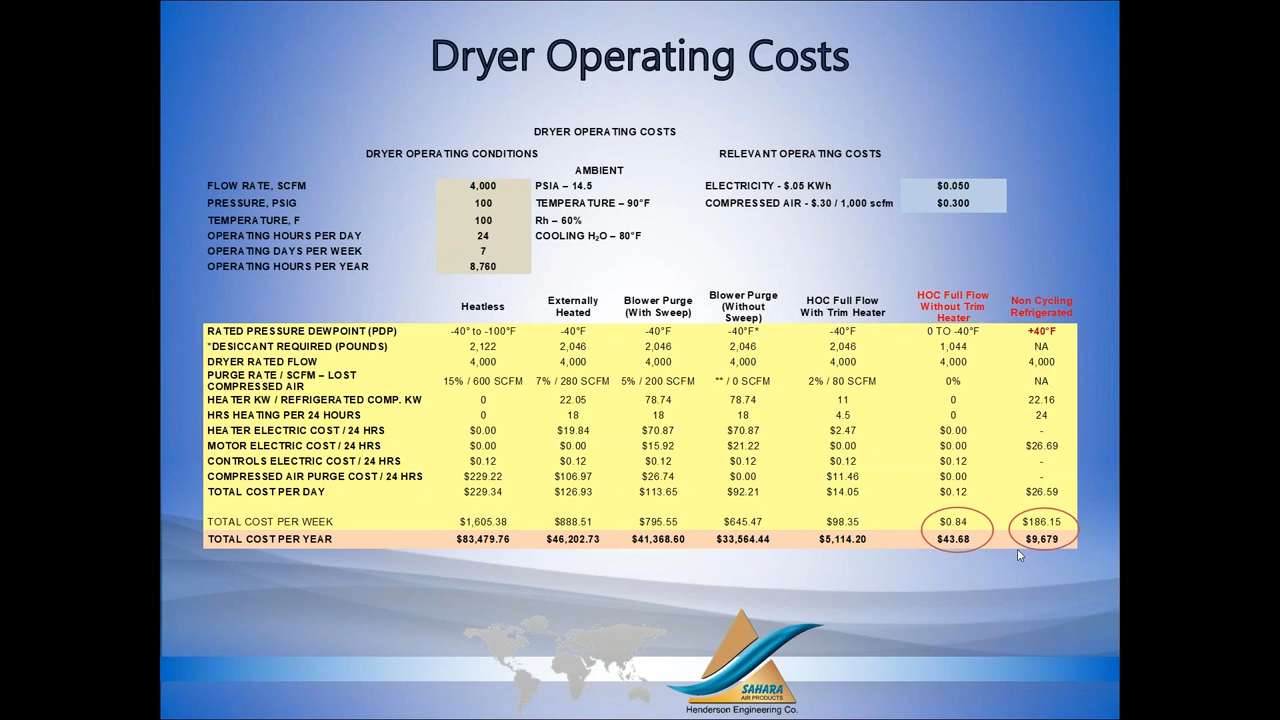 Dryer Operating Costs
DRYER OPERATING COSTS
DRYER OPERATING CONDITIONS RELEVANT OPERATING COSTS
AMBIENT
FLOW RATE, SCFM 4,000 PSIA – 14.5 ELECTRICITY - $.05 KWh $0.050
PRESSURE, PSIG 100 TEMPERATURE – 90°F COMPRESSED AIR - $.30 / 1,000 scfm $0.300
TEMPERATURE, F 100 Rh – 60%
OPERATING HOURS PER DAY 24 COOLING H₂O – 80°F
OPERATING DAYS PER WEEK 7
OPERATING HOURS PER YEAR 8,760
Heatless
Externally
Heated
Blower Purge
(With Sweep)
Blower Purge
(Without
Sweep)
HOC Full Flow
With Trim Heater
HOC Full Flow
Without Trim
Heater
Non Cycling
Refrigerated
RATED PRESSURE DEWPOINT (PDP) -40° to -100°F -40°F -40°F -40°F* -40°F 0 TO -40°F +40°F
*DESICCANT REQUIRED (POUNDS) 2,122 2,046 2,046 2,046 2,046 1,044 NA
DRYER RATED FLOW 4,000 4,000 4,000 4,000 4,000 4,000 4,000
PURGE RATE / SCFM – LOST
COMPRESSED AIR 15% / 600 SCFM 7% / 280 SCFM 5% / 200 SCFM ** / 0 SCFM 2% / 80 SCFM 0% NA
HEATER KW / REFRIGERATED COMP. KW 0 22.05 78.74 78.74 11 0 22.16
HRS HEATING PER 24 HOURS 0 18 18 18 4.5 0 24
HEATER ELECTRIC COST / 24 HRS $0.00 $19.84 $70.87 $70.87 $2.47 $0.00 -
MOTOR ELECTRIC COST / 24 HRS $0.00 $0.00 $15.92 $21.22 $0.00 $0.00 $26.69
CONTROLS ELECTRIC COST / 24 HRS $0.12 $0.12 $0.12 $0.12 $0.12 $0.12 -
COMPRESSED AIR PURGE COST / 24 HRS $229.22 $106.97 $26.74 $0.00 $11.46 $0.00 -
TOTAL COST PER DAY $229.34 $126.93 $113.65 $92.21 $14.05 $0.12 $26.59
TOTAL COST PER WEEK $1,605.38 $888.51 $795.55 $645.47 $98.35 $0.84 $186.15
TOTAL COST PER YEAR $83,479.76 $46,202.73 $41,368.60 $33,564.44 $5,114.20 $43.68 $9,679
SAHARA
AIR PRODUCTS
Henderson Engineering Co.